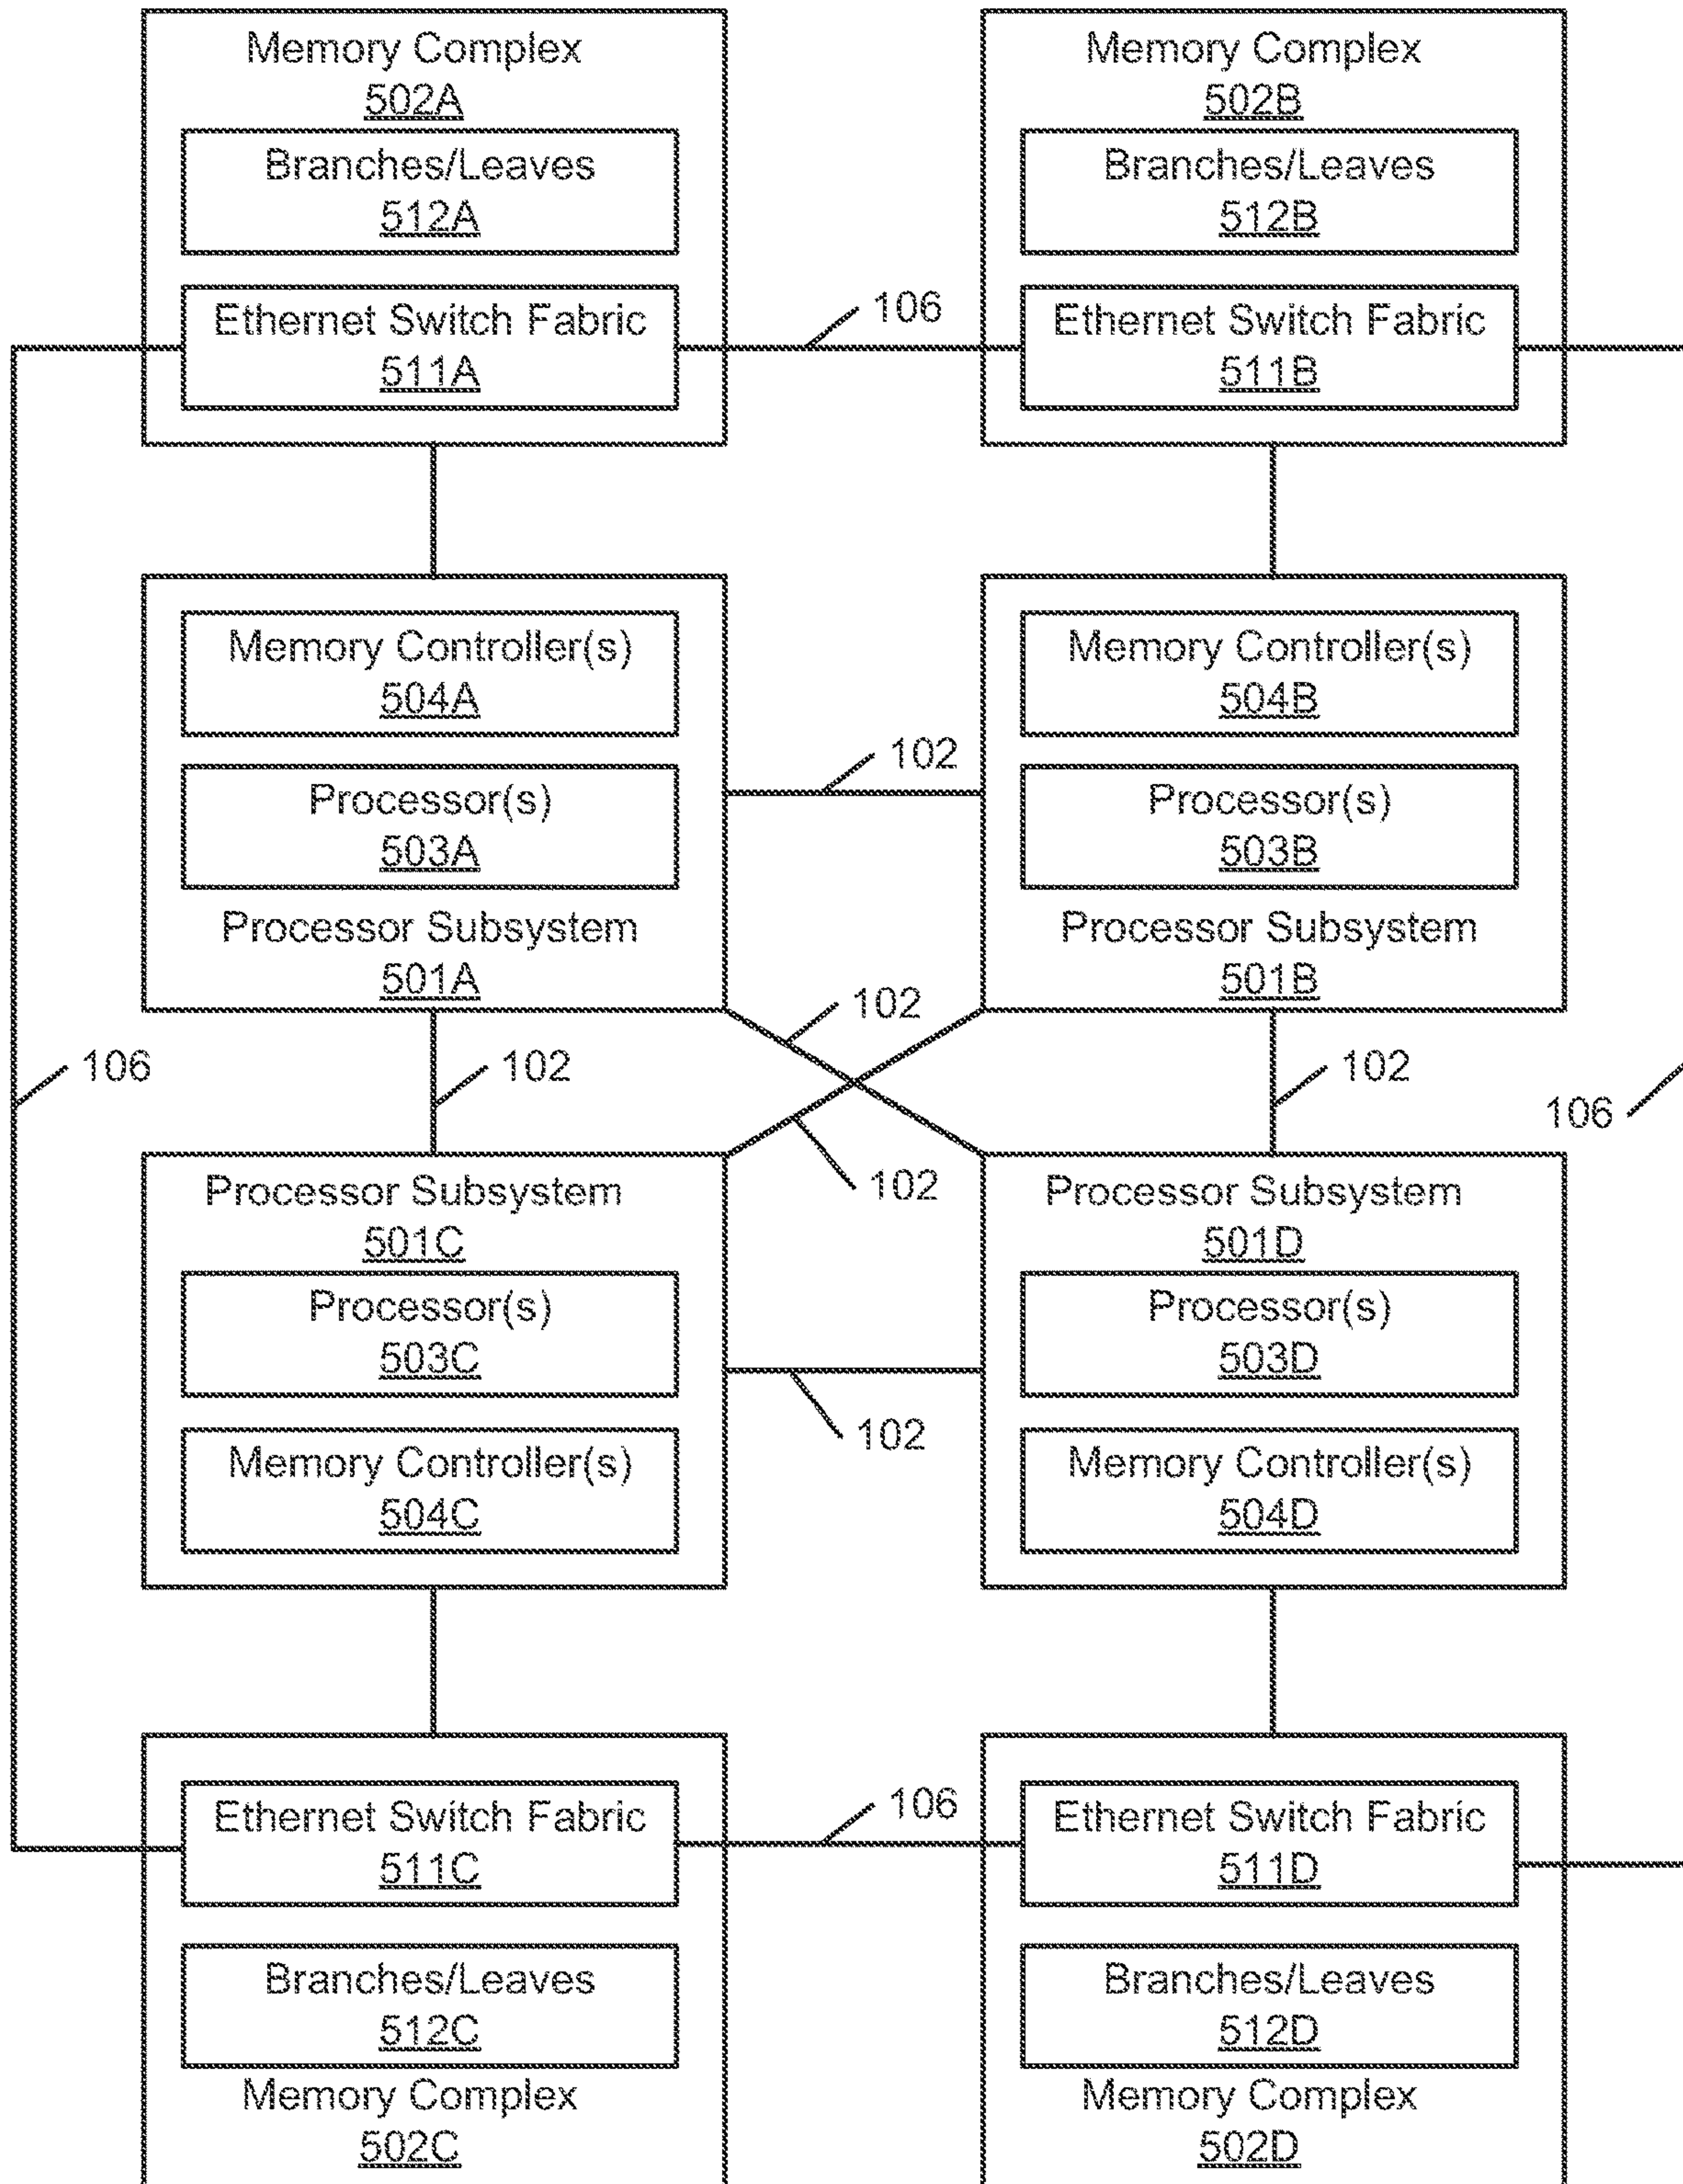 Memory Complex
502A
Branches/Leaves
512A
Ethernet Switch Fabric
511A
Memory Complex
502B
Branches/Leaves
512B
Ethernet Switch Fabric
511B
106
Memory Controller(s)
504A
Processor(s)
503A
Processor Subsystem
501A
102
Memory Controller(s)
504B
Processor(s)
503B
Processor Subsystem
501B
102
106
102
102
106
102
Processor Subsystem
501C
Processor(s)
503C
Memory Controller(s)
504C
102
Processor Subsystem
501D
Processor(s)
503D
Memory Controller(s)
504D
Ethernet Switch Fabric
511C
Branches/Leaves
512C
Memory Complex
502C
106
Ethernet Switch Fabric
511D
Branches/Leaves
512D
Memory Complex
502D